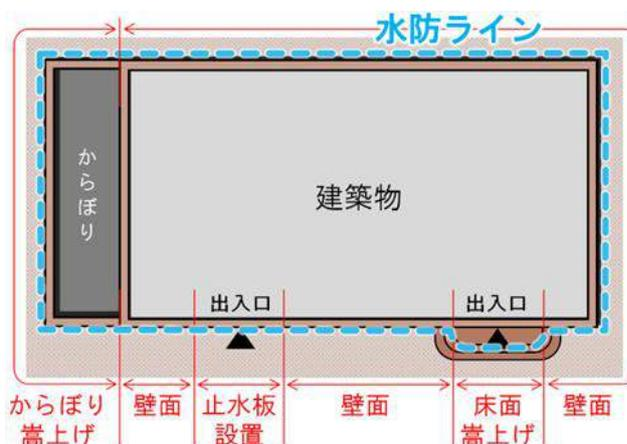 水防ライン
からぼり
建築物
出入口
出入口
からぼり
嵩上げ
壁面
止水板
設置
壁面
床面
嵩上げ
壁面